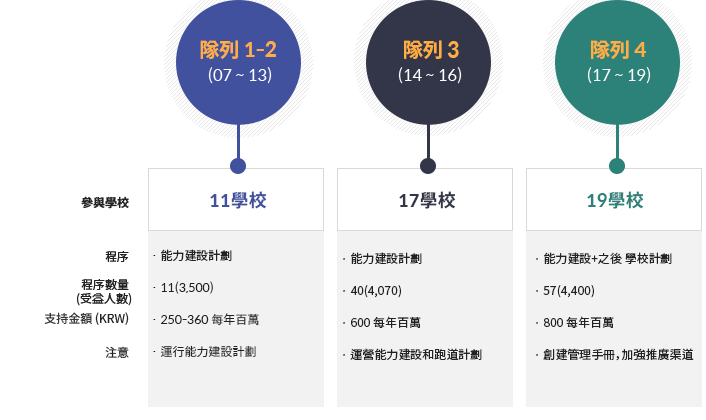 隊列 1-2
(07 ~ 13)
隊列 3
(14 ~ 16)
隊列 4
(17 ~ 19)
參與學校
11學校
17學校
19學校
程序
· 能力建設計劃
· 能力建設計劃
· 能力建設+之後 學校計劃
程序數量
(受益人數)
· 11(3,500)
· 40(4,070)
· 57(4,400)
支持金額 (KRW)
· 250-360 每年百萬
· 600 每年百萬
· 800 每年百萬
注意
· 運行能力建設計劃
· 運營能力建設和跑道計劃
· 創建管理手冊,加強推廣渠道